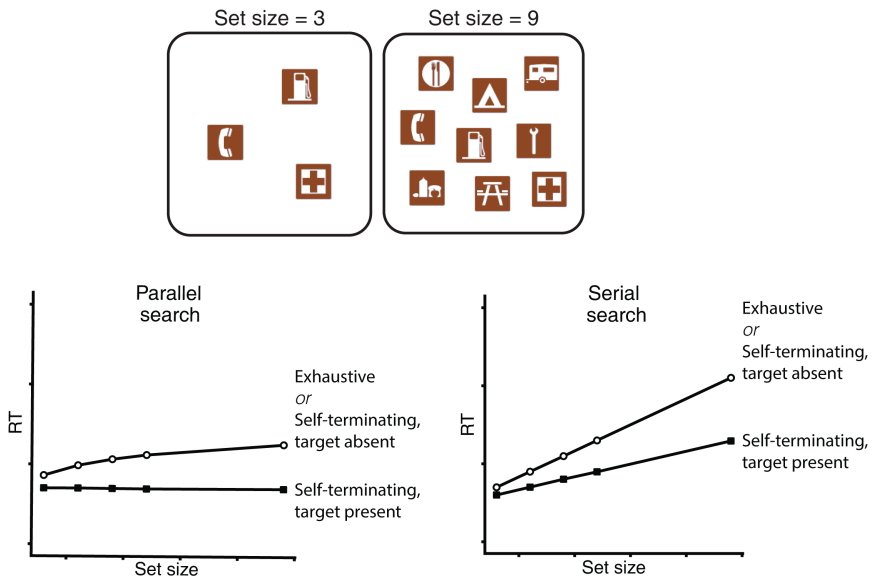 Set size = 3
Set size = 9
Parallel
search
Exhaustive
or
Self-terminating,
target absent
Self-terminating,
target present
RT
Set size
Serial
search
Exhaustive
or
Self-terminating,
target absent
Self-terminating,
target present
RT
Set size